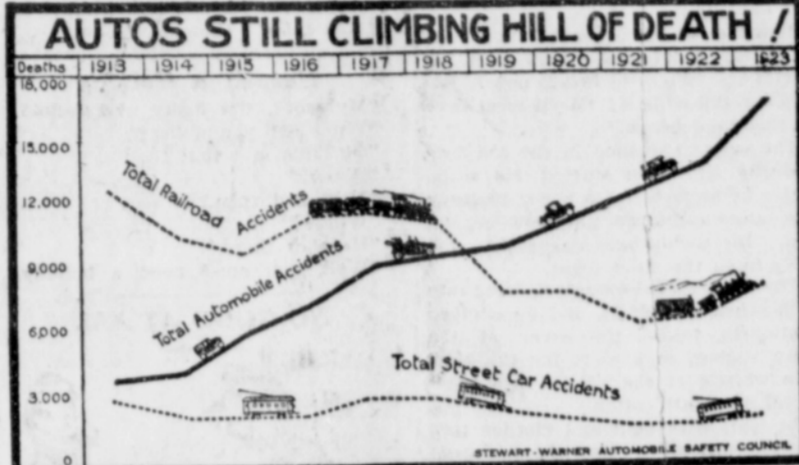 AUTOS STILL CLIMBING HILL OF DEATH!
Deaths 1913 1914 1915 1916 1917 1918 1919 1920 1921 1922 1923
18,000
15,000
12,000
9,000
6,000
3,000
0
Total Railroad Accidents
Total Automobile Accidents
Total Street Car Accidents
STEWART-WARNER AUTOMOBILE SAFETY COUNCIL